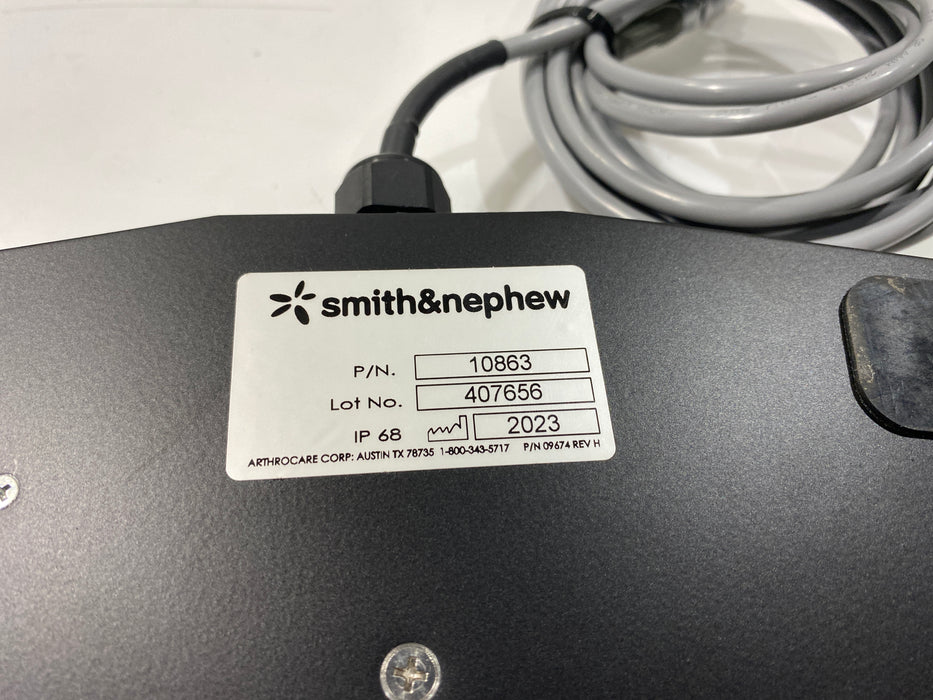 smith&nephew
P/N. 10863
Lot No. 407656
IP 68 2023
ARTHROCARE CORP: AUSTIN TX 78735 1-800-343-5717 P/N 09674 REV H